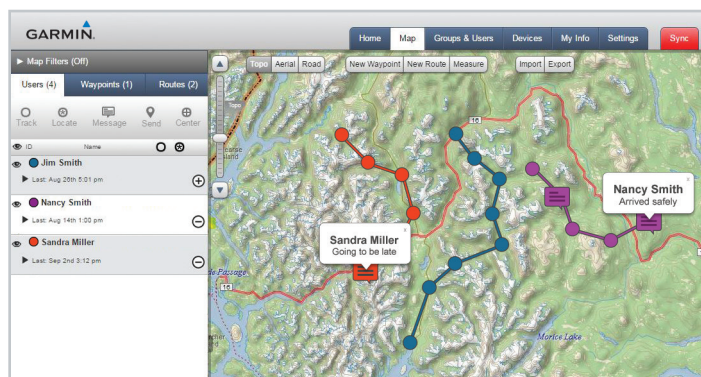 GARMIN
Home Map Groups & Users Devices My Info Settings Sync
Map Filters (Off)
Users (4) Waypoints (1) Routes (2)
Topo Aerial Road New Waypoint New Route Measure Import Export
Track Locate Message Send Center
ID Name
Jim Smith
Last: Aug 26th 5:01 pm
Nancy Smith
Last: Aug 14th 1:00 pm
Sandra Miller
Last: Sep 2nd 3:12 pm
Topo
16
Island
Nancy Smith
Arrived safely
Sandra Miller
Going to be late
Passage
16
Morice Lake